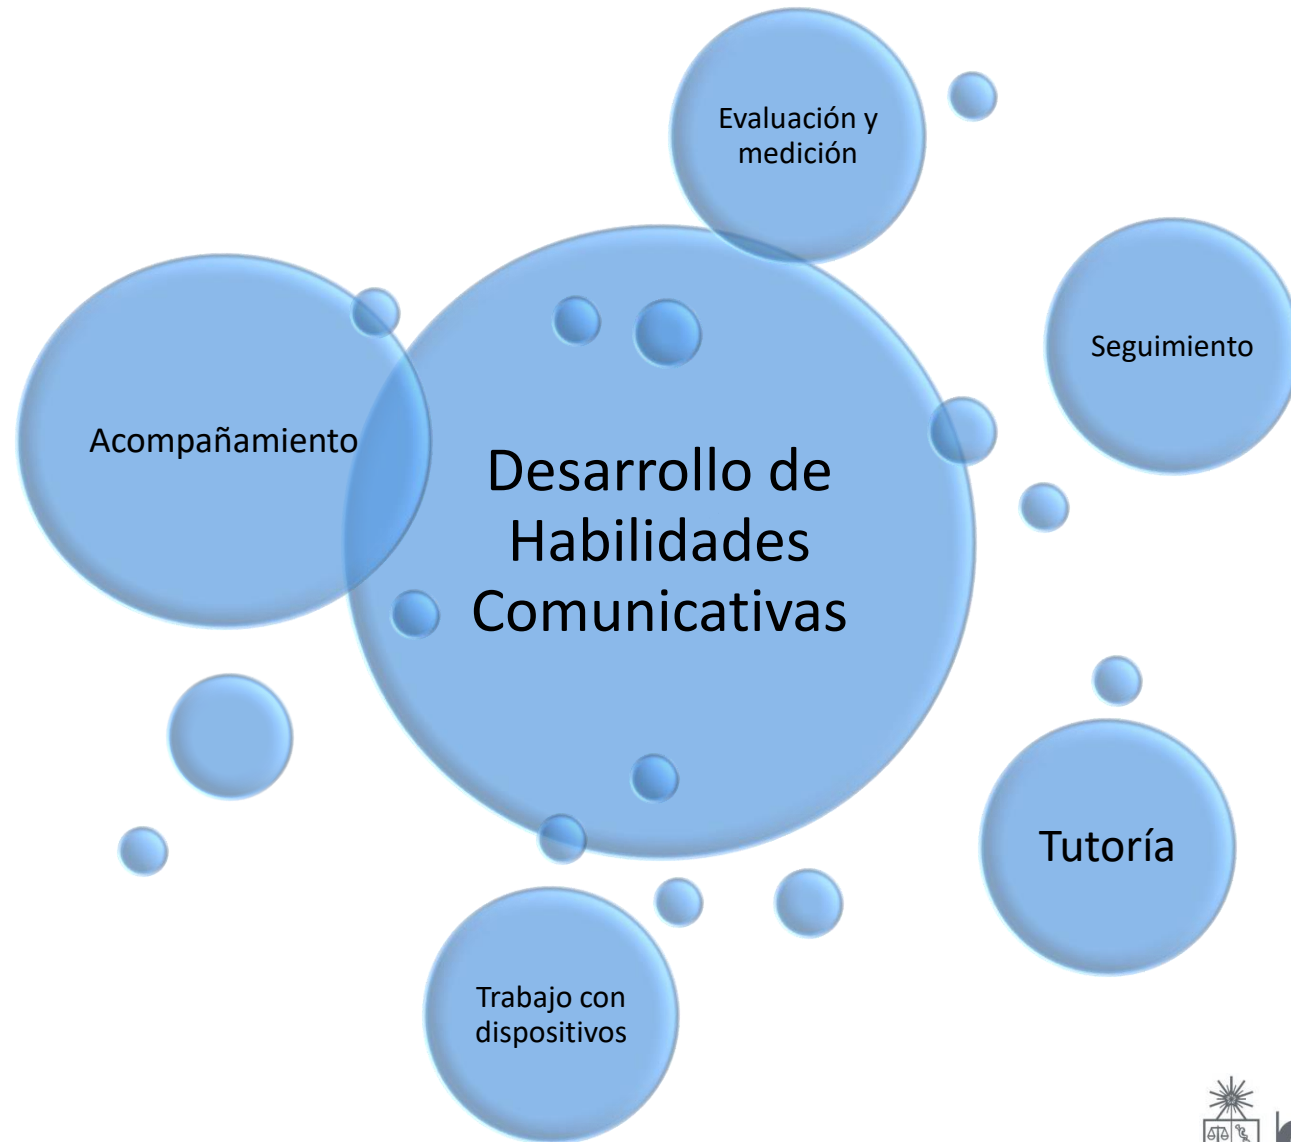 Evaluación y
medición
Seguimiento
Acompañamiento
Desarrollo de
Habilidades
Comunicativas
Tutoría
Trabajo con
dispositivos